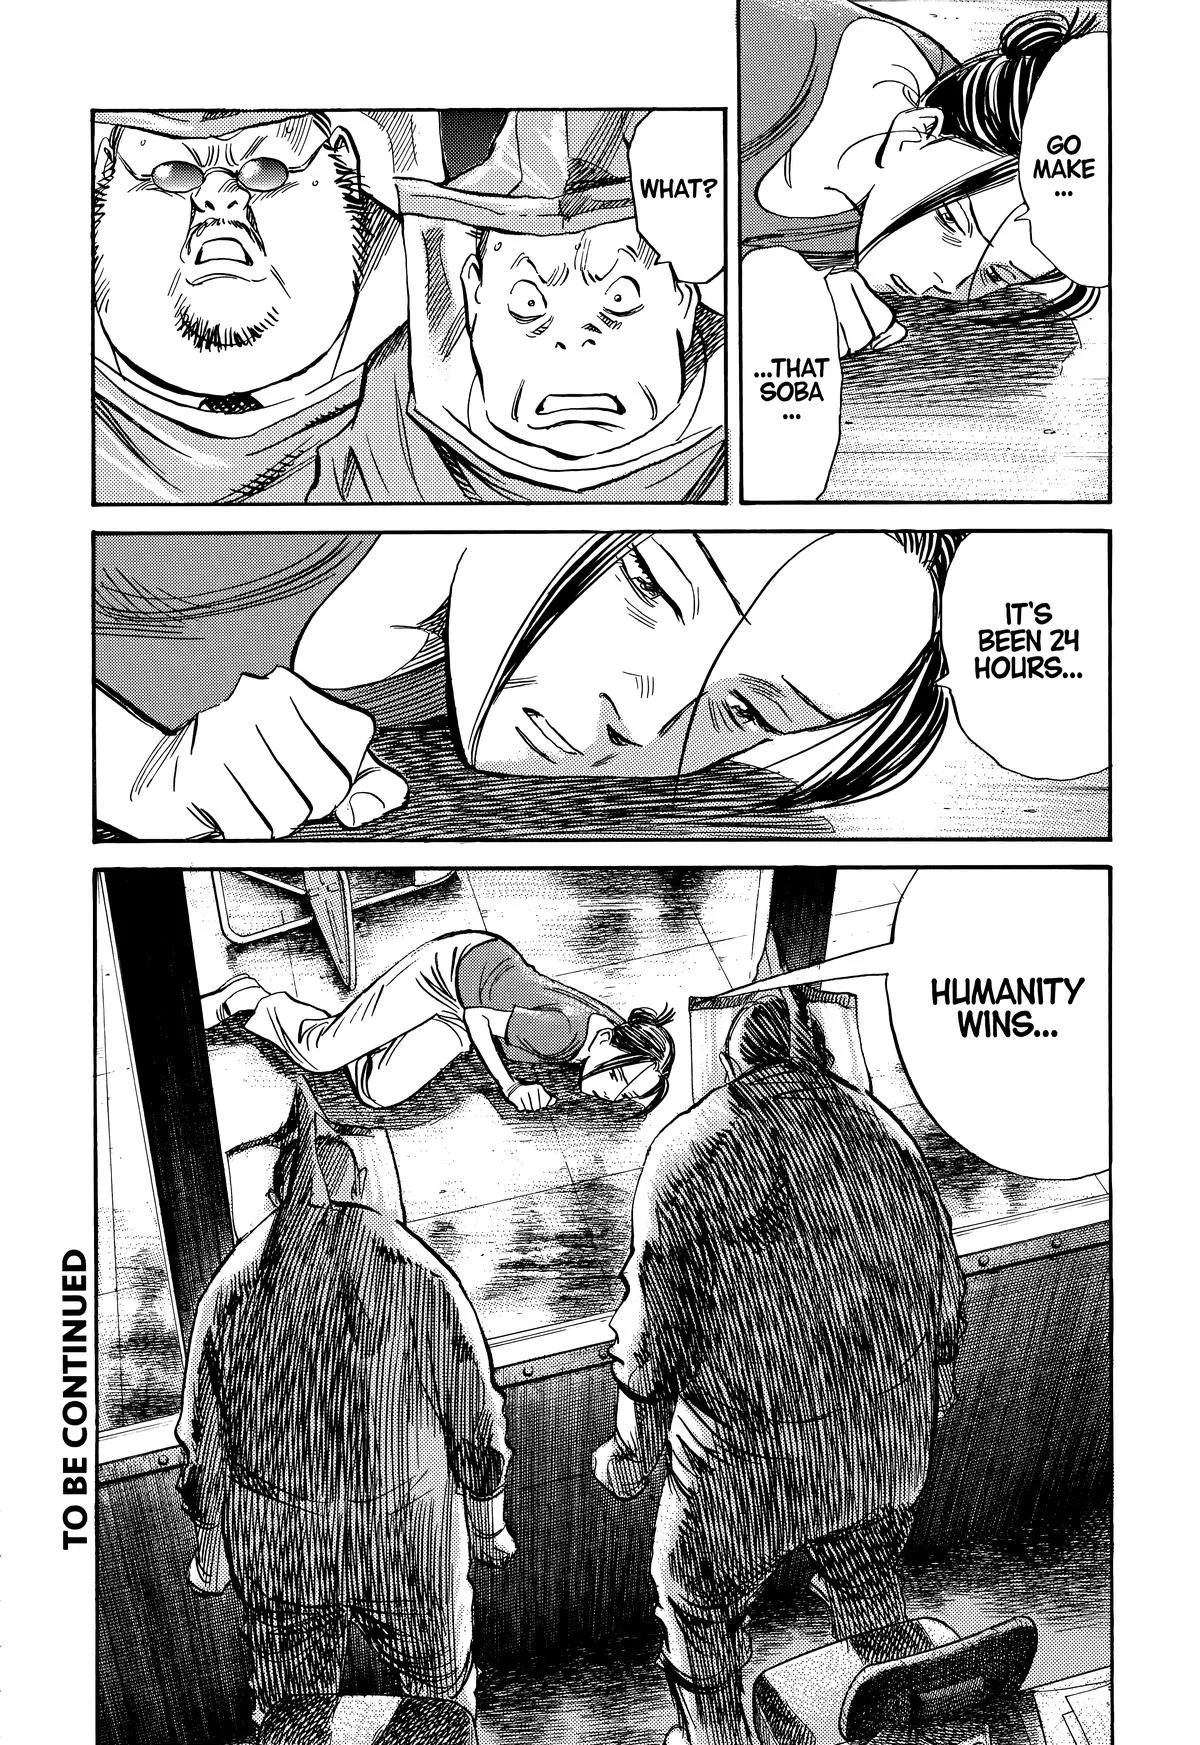 GO
MAKE
...
...THAT
SOBA
...
WHAT?
IT'S
BEEN 24
HOURS...
HUMANITY
WINS...
TO BE CONTINUED